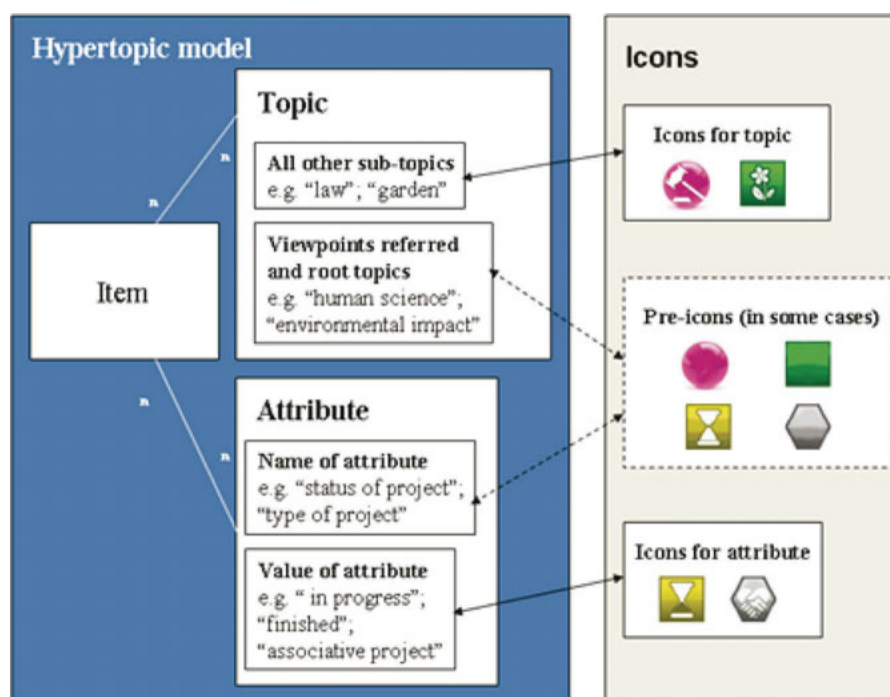 Hypertopic model
Topic
n
All other sub-topics
e.g. “law”; “garden”
n
Viewpoints referred
and root topics
e.g. “human science”;
“environmental impact”
Item
Attribute
n
Name of attribute
e.g. “status of project”;
“type of project”
n
Value of attribute
e.g. “ in progress”;
“finished”;
“associative project”
Icons
Icons for topic
Pre-icons (in some cases)
Icons for attribute